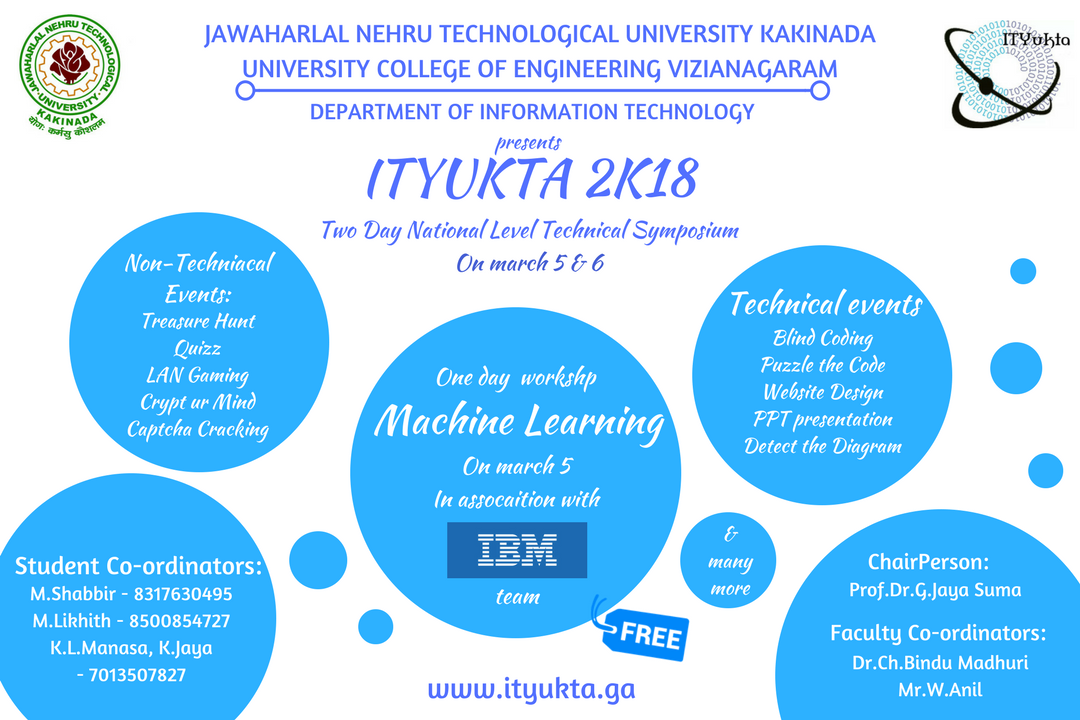 JAWAHARLAL NEHRU TECHNOLOGICAL UNIVERSITY KAKINADA
UNIVERSITY COLLEGE OF ENGINEERING VIZIANAGARAM
DEPARTMENT OF INFORMATION TECHNOLOGY
presents
ITYUKTA 2K18
Two Day National Level Technical Symposium
On march 5 & 6
JAWAHARLAL NEHRU TECHNOLOGICAL
UNIVERSITY
KAKINADA
योगः कर्मसु कौशलम्
ITYukta
Non-Techniacal
Events:
Treasure Hunt
Quizz
LAN Gaming
Crypt ur Mind
Captcha Cracking
One day workshp
Machine Learning
On march 5
In assocaition with
IBM
team
FREE
Technical events
Blind Coding
Puzzle the Code
Website Design
PPT presentation
Detect the Diagram
&
many
more
Student Co-ordinators:
M.Shabbir - 8317630495
M.Likhith - 8500854727
K.L.Manasa, K.Jaya
- 7013507827
ChairPerson:
Prof.Dr.G.Jaya Suma
Faculty Co-ordinators:
Dr.Ch.Bindu Madhuri
Mr.W.Anil
www.ityukta.ga